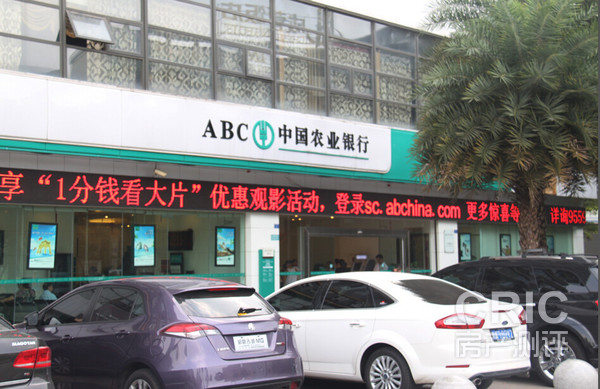 ABC 中国农业银行
享“1分钱看大片”优惠观影活动，登录sc.abchina.com 更多惊喜等 详询9559
MAGOTAN
CRIC
房产测评